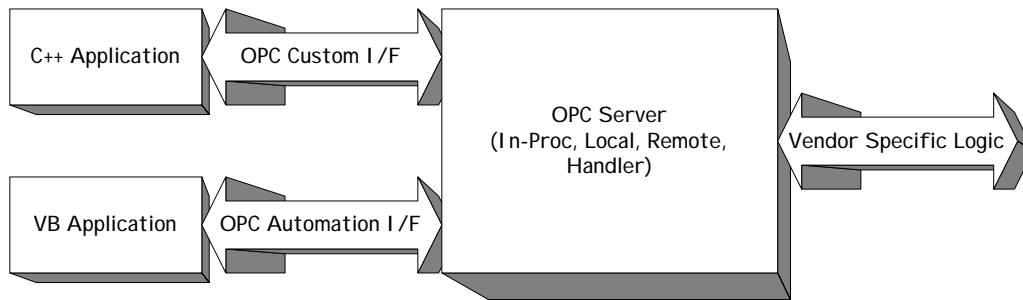 C++ Application
OPC Custom I/F
OPC Server
(In-Proc, Local, Remote,
Handler)
Vendor Specific Logic
VB Application
OPC Automation I/F